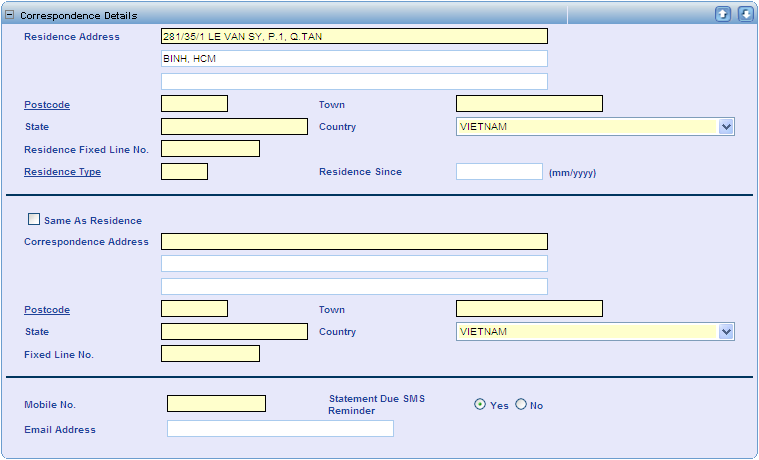 Correspondence Details
Residence Address 281/35/1 LE VAN SY, P.1, Q.TAN
BINH, HCM
Postcode Town
State Country VIETNAM
Residence Fixed Line No.
Residence Type Residence Since (mm/yyyy)
Same As Residence
Correspondence Address
Postcode Town
State Country VIETNAM
Fixed Line No.
Mobile No. Statement Due SMS Reminder Yes No
Email Address